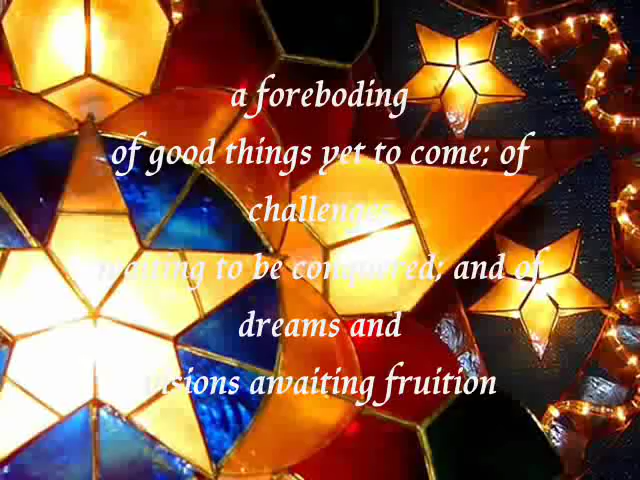 a foreboding
of good things yet to come; of
challenges
waiting to be conquered; and of
dreams and
visions awaiting fruition